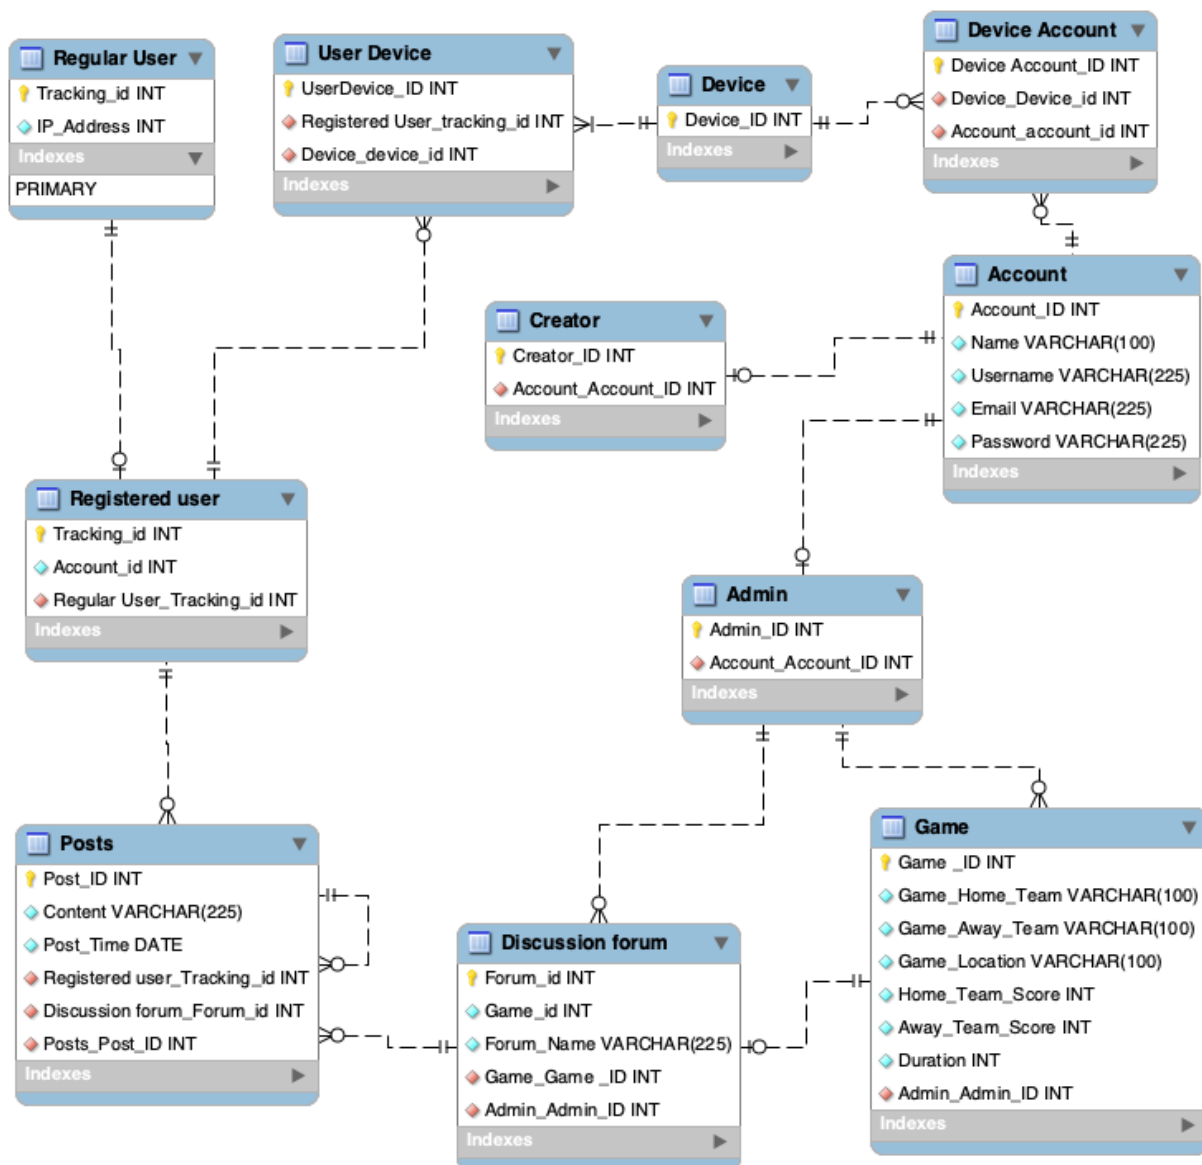 Regular User
Tracking_id INT
IP_Address INT
Indexes
PRIMARY
User Device
UserDevice_ID INT
Registered User_tracking_id INT
Device_device_id INT
Indexes
Device
Device_ID INT
Indexes
Device Account
Device Account_ID INT
Device_Device_id INT
Account_account_id INT
Indexes
Creator
Creator_ID INT
Account_Account_ID INT
Indexes
Account
Account_ID INT
Name VARCHAR(100)
Username VARCHAR(225)
Email VARCHAR(225)
Password VARCHAR(225)
Indexes
Registered user
Tracking_id INT
Account_id INT
Regular User_Tracking_id INT
Indexes
Admin
Admin_ID INT
Account_Account_ID INT
Indexes
Posts
Post_ID INT
Content VARCHAR(225)
Post_Time DATE
Registered user_Tracking_id INT
Discussion forum_Forum_id INT
Posts_Post_ID INT
Indexes
Discussion forum
Forum_id INT
Game_id INT
Forum_Name VARCHAR(225)
Game_Game _ID INT
Admin_Admin_ID INT
Indexes
Game
Game _ID INT
Game_Home_Team VARCHAR(100)
Game_Away_Team VARCHAR(100)
Game_Location VARCHAR(100)
Home_Team_Score INT
Away_Team_Score INT
Duration INT
Admin_Admin_ID INT
Indexes